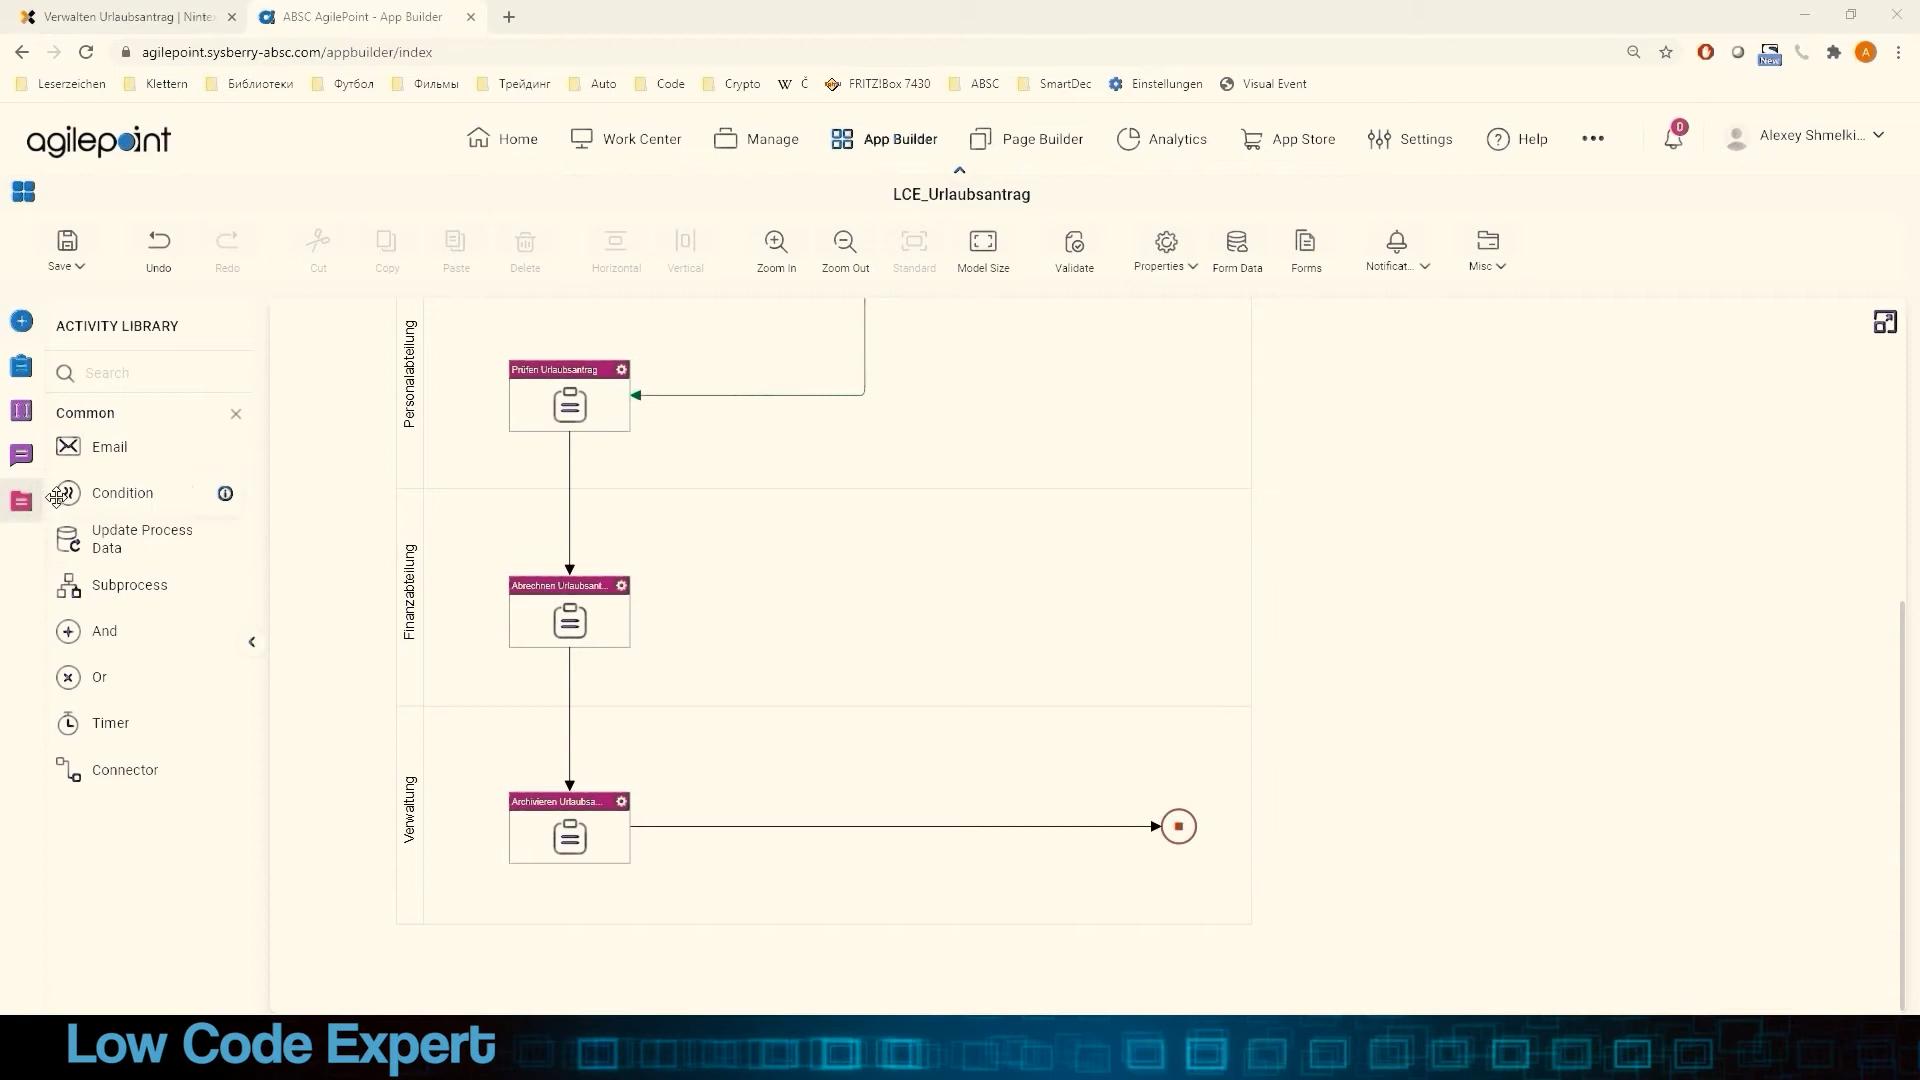 Verwalten Urlaubsantrag | Nintex
ABSC AgilePoint - App Builder
agilepoint.sysberry-absc.com/appbuilder/index
New
A
Leserzeichen
Klettern
Библиотеки
Футбол
Фильмы
Трейдинг
Auto
Code
Crypto
W
Č
FRITZ!Box 7430
ABSC
SmartDec
Einstellungen
Visual Event
agilepoint
Home
Work Center
Manage
App Builder
Page Builder
Analytics
App Store
Settings
Help
0
Alexey Shmelki...
LCE_Urlaubsantrag
Save
Undo
Redo
Cut
Copy
Paste
Delete
Horizontal
Vertical
Zoom In
Zoom Out
Standard
Model Size
Validate
Properties
Form Data
Forms
Notificat...
Misc
ACTIVITY LIBRARY
Search
Common
Email
Condition
Update Process
Data
Subprocess
And
Or
Timer
Connector
Personalabteilung
Prüfen Urlaubsantrag
Finanzabteilung
Abrechnen Urlaubsant...
Verwaltung
Archivieren Urlaubsa...
Low Code Expert